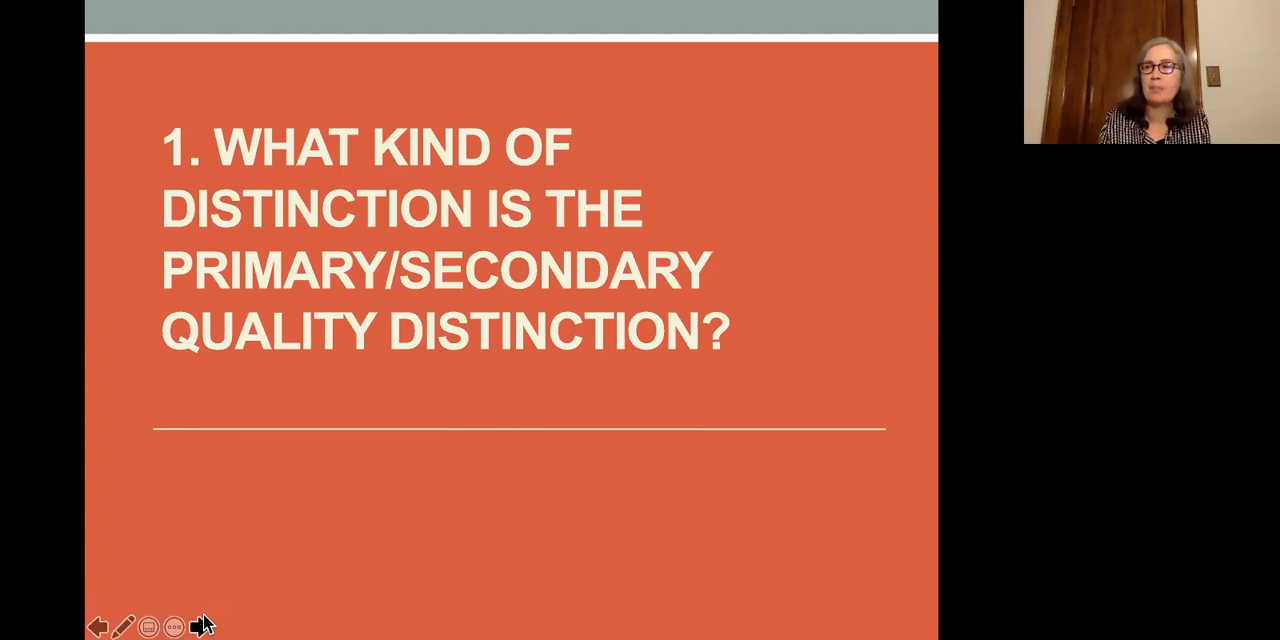 1. WHAT KIND OF
DISTINCTION IS THE
PRIMARY/SECONDARY
QUALITY DISTINCTION?